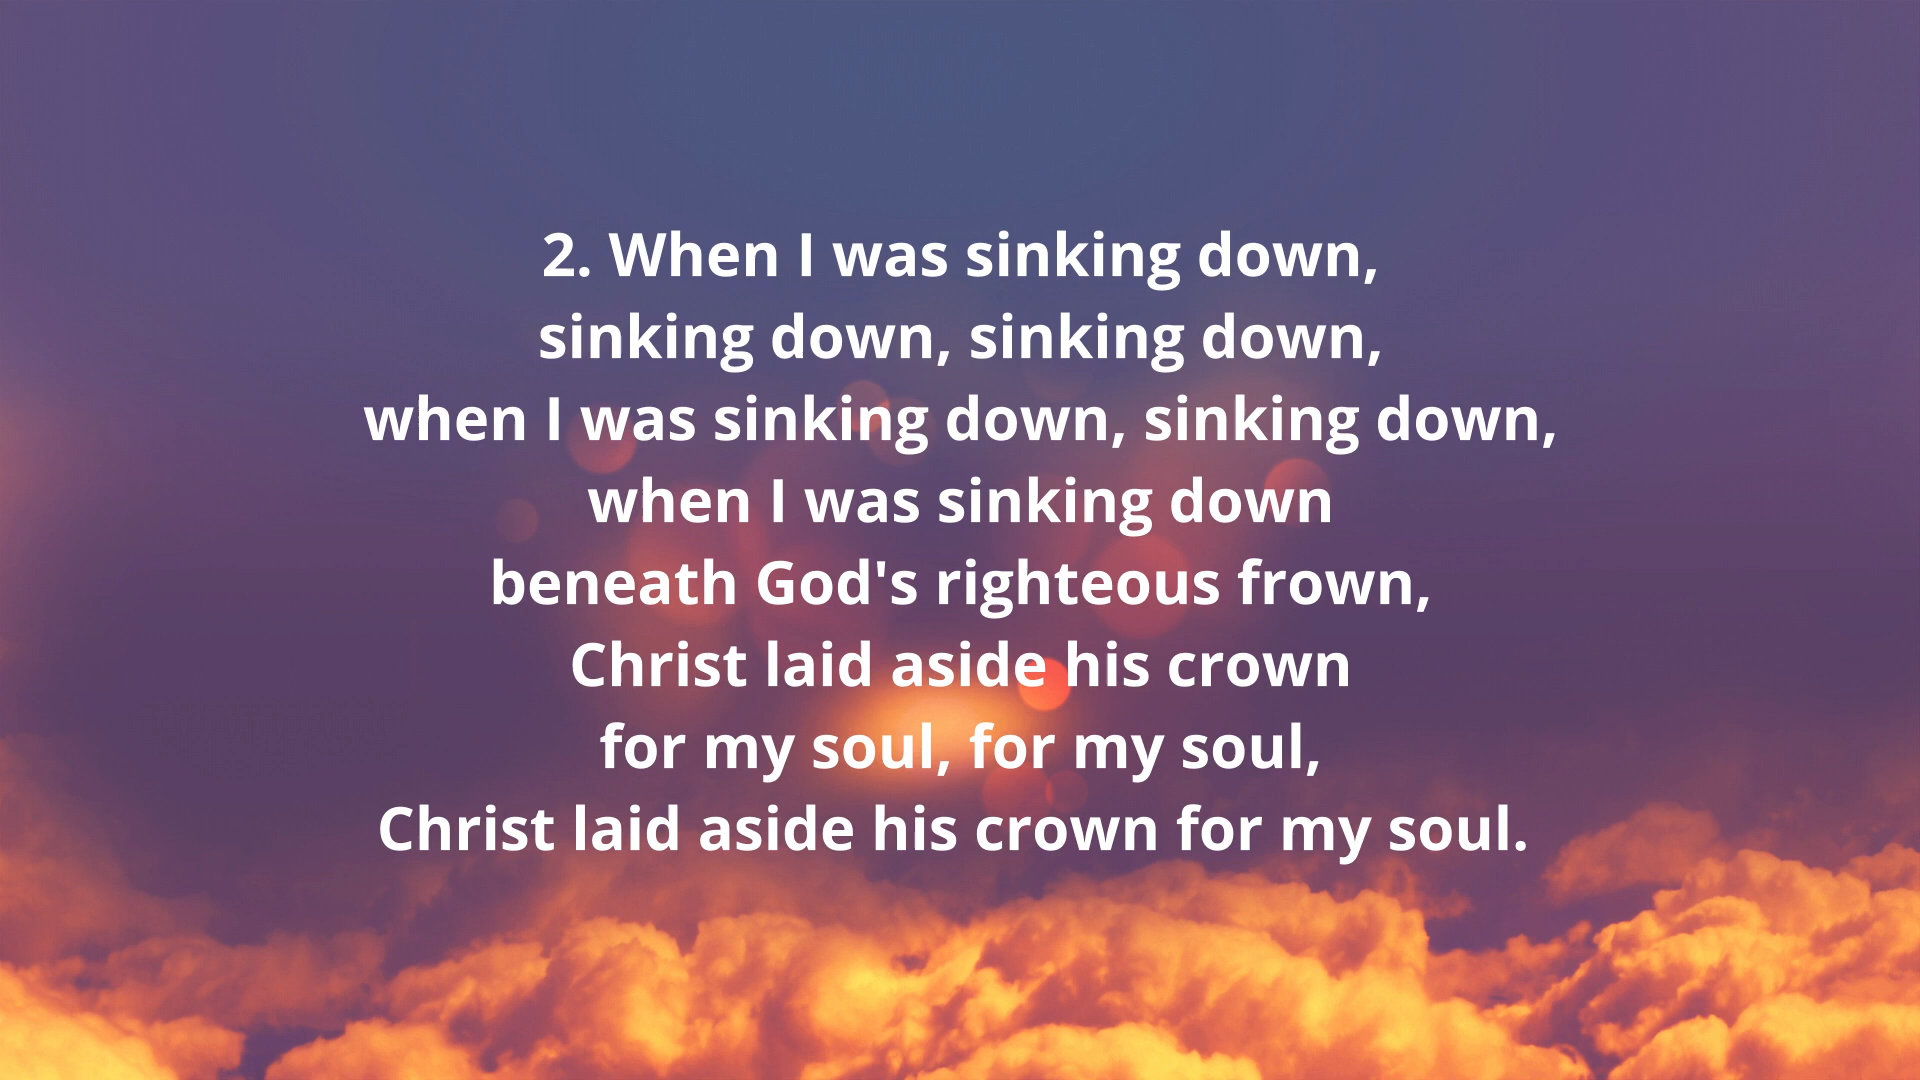 2. When I was sinking down,
sinking down, sinking down,
when I was sinking down, sinking down,
when I was sinking down
beneath God's righteous frown,
Christ laid aside his crown
for my soul, for my soul,
Christ laid aside his crown for my soul.